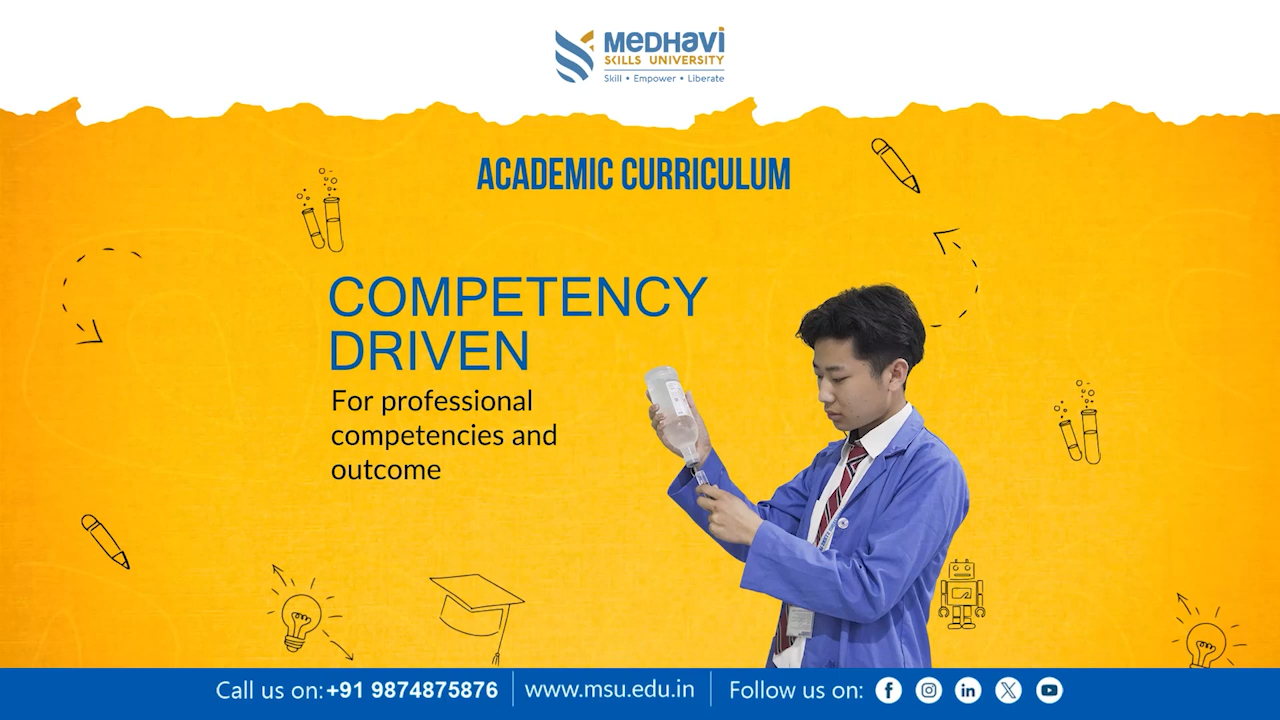 MEDHAVI
SKILLS UNIVERSITY
Skill • Empower • Liberate
ACADEMIC CURRICULUM
COMPETENCY
DRIVEN
For professional
competencies and
outcome
Call us on: +91 9874875876 www.msu.edu.in Follow us on: